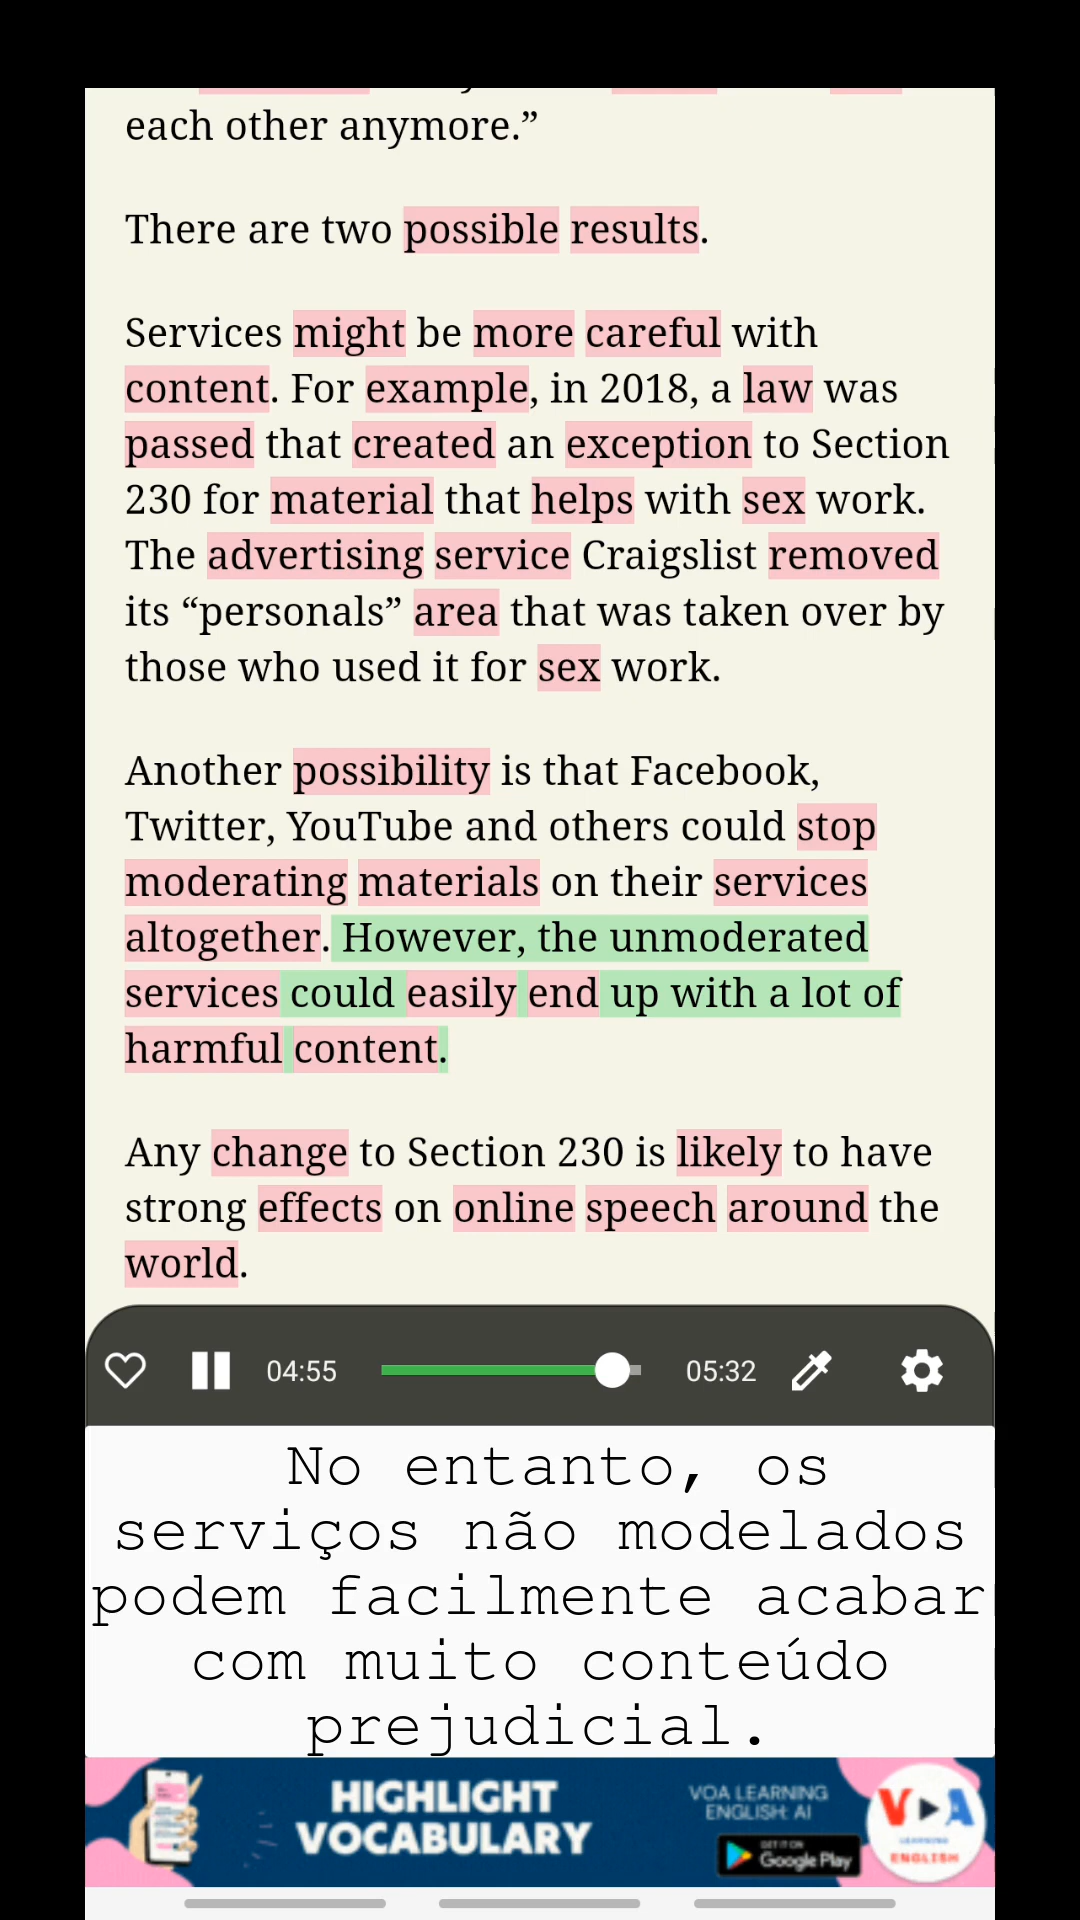 each other anymore.”
There are two possible results.
Services might be more careful with
content. For example, in 2018, a law was
passed that created an exception to Section
230 for material that helps with sex work.
The advertising service Craigslist removed
its “personals” area that was taken over by
those who used it for sex work.
Another possibility is that Facebook,
Twitter, YouTube and others could stop
moderating materials on their services
altogether. However, the unmoderated
services could easily end up with a lot of
harmful content.
Any change to Section 230 is likely to have
strong effects on online speech around the
world.
04:55 05:32
No entanto, os
serviços não modelados
podem facilmente acabar
com muito conteúdo
prejudicial.
HIGHLIGHT
VOCABULARY
VOA LEARNING
ENGLISH: AI
GET IT ON
Google Play
VOA
LEARNING
ENGLISH